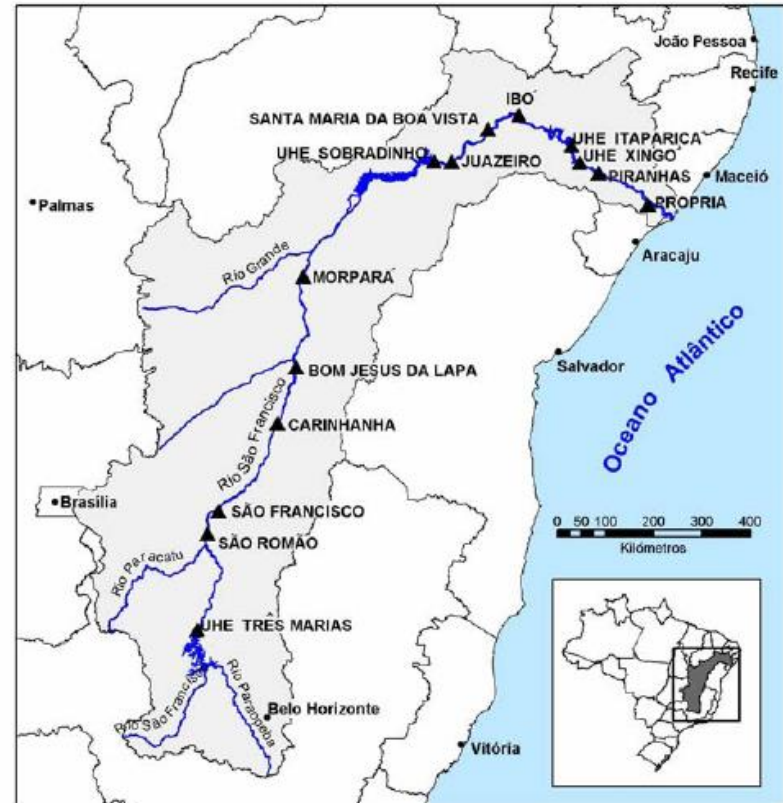 João Pessoa
Recife
IBÓ
SANTA MARIA DA BOA VISTA
UHE ITAPARICA
UHE SOBRADINHO
JUAZEIRO
UHE XINGO
PIRANHAS
Maceió
Palmas
PROPRIA
Aracaju
Rio Grande
MORPARÁ
Salvador
Oceano Atlântico
BOM JESUS DA LAPA
Rio São Francisco
CARINHANHA
Brasília
SÃO FRANCISCO
SÃO ROMÃO
0 50 100 200 300 400
Kilómetros
Rio Paracatu
UHE TRÊS MARIAS
Rio São Francisco
Rio Paraopeba
Belo Horizonte
Vitória